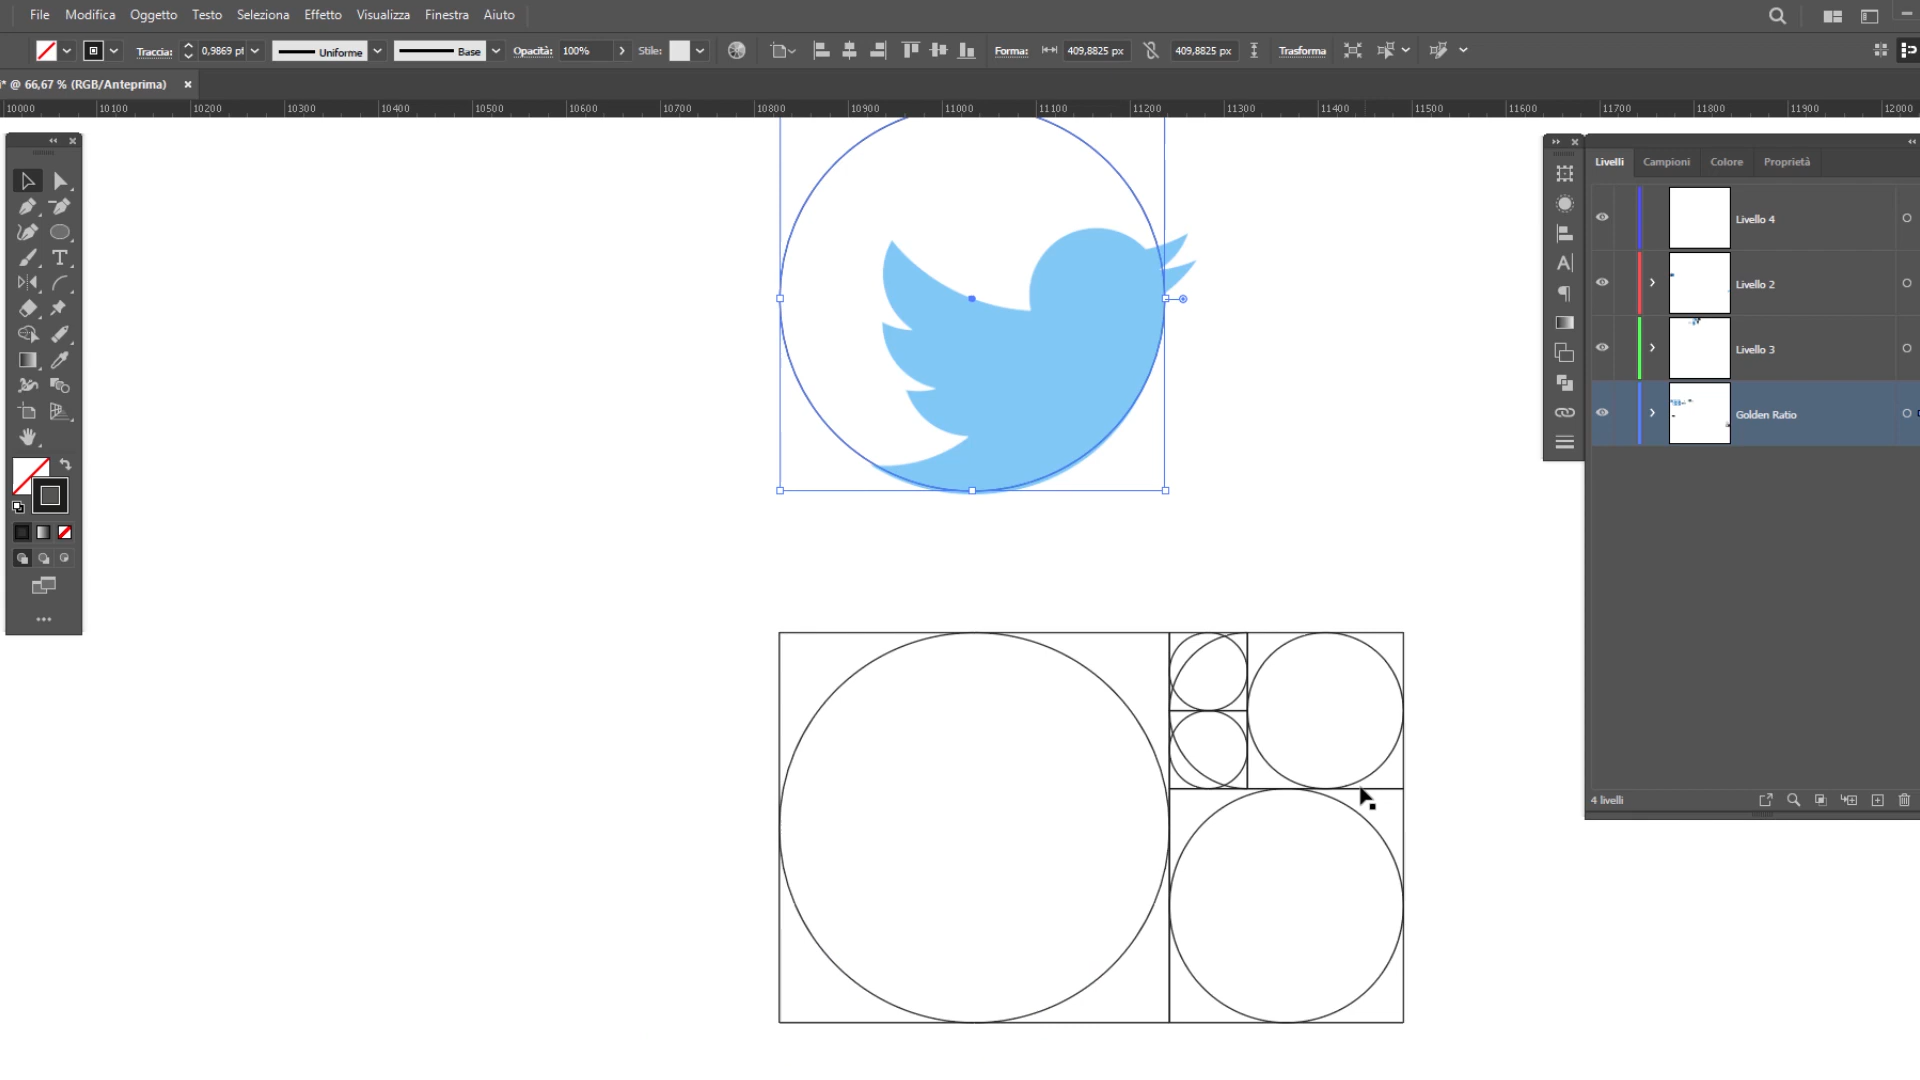 File Modifica Oggetto Testo Seleziona Effetto Visualizza Finestra Aiuto
Traccia: 0,9869 pt Uniforme Base Opacità: 100% Stile: Forma: 409,8825 px 409,8825 px Trasforma
i* @ 66,67 % (RGB/Anteprima)
10000 10100 10200 10300 10400 10500 10600 10700 10800 10900 11000 11100 11200 11300 11400 11500 11600 11700 11800 11900 12000
Livelli Campioni Colore Proprietà
Livello 4
Livello 2
Livello 3
Golden Ratio
4 livelli